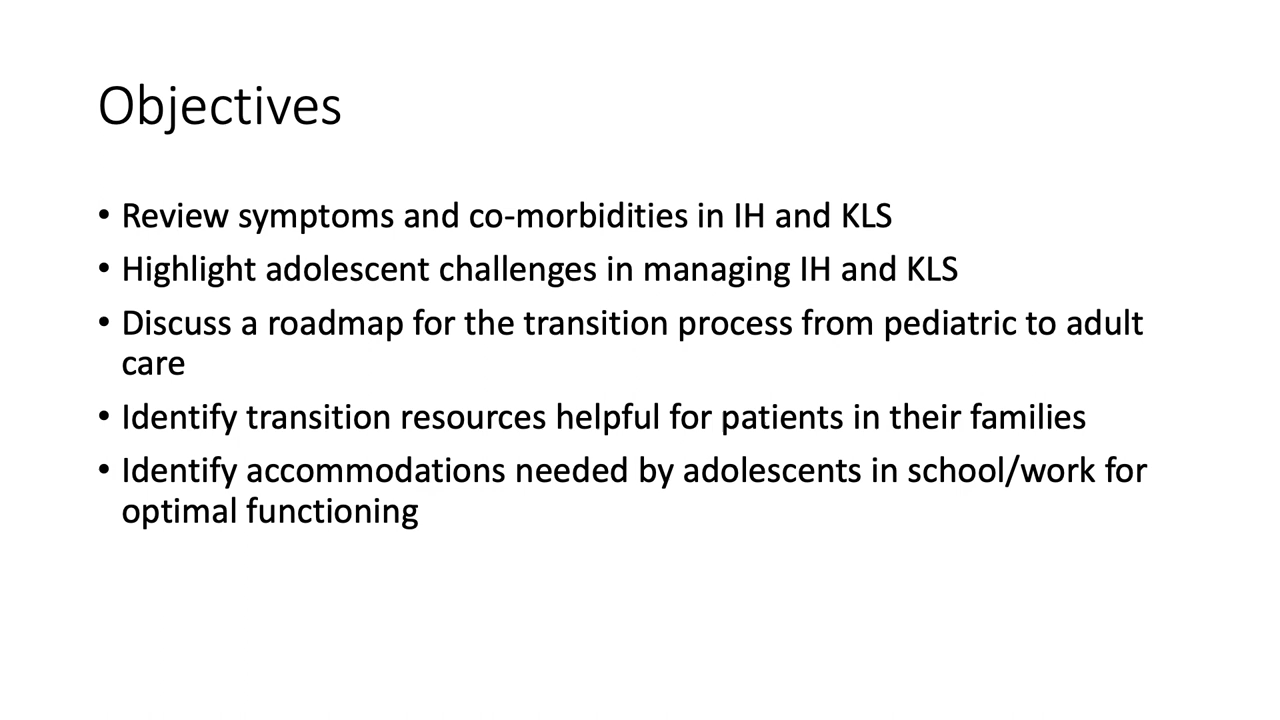 Objectives
• Review symptoms and co-morbidities in IH and KLS
• Highlight adolescent challenges in managing IH and KLS
• Discuss a roadmap for the transition process from pediatric to adult
care
• Identify transition resources helpful for patients in their families
• Identify accommodations needed by adolescents in school/work for
optimal functioning